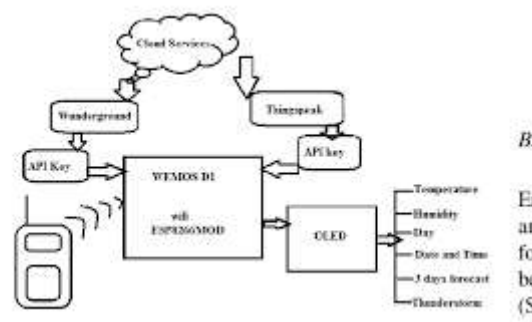 Cloud Services
Wunderground
Thingspeak
API Key
API key
WEMOS D1
wifi
ESP8266MOD
OLED
Temperature
Humidity
Day
Date and Time
3 days forecast
Thunderstorm